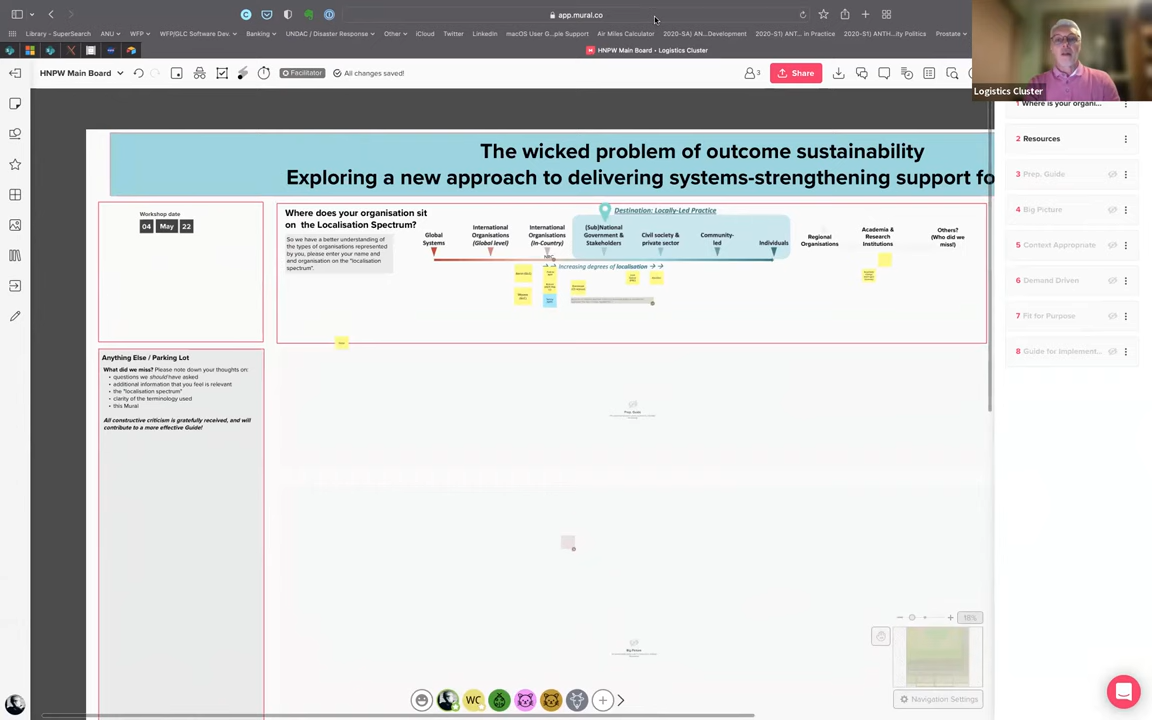 app.mural.co
Library - SuperSearch
ANU
WFP
WFP/GLC Software Dev.
Banking
UNDAC / Disaster Response
Other
iCloud
Twitter
Linkedin
macOS User G...ple Support
Air Miles Calculator
2020-SA) AN...Development
2020-S1) ANT... in Practice
2020-S1) ANTH...ity Politics
Prostate
HNPW Main Board • Logistics Cluster
HNPW Main Board
Facilitator
All changes saved!
3
Share
Logistics Cluster
1 Where is your organi...
2 Resources
3 Prep. Guide
4 Big Picture
5 Context Appropriate
6 Demand Driven
7 Fit for Purpose
8 Guide for Implement...
The wicked problem of outcome sustainability
Exploring a new approach to delivering systems-strengthening support fo
Workshop date
04 May 22
Where does your organisation sit
on the Localisation Spectrum?
So we have a better understanding of
the types of organisations represented
by you, please enter your name and
and organisation on the "localisation
spectrum".
Destination: Locally-Led Practice
Global
Systems
International
Organisations
(Global level)
International
Organisations
(In-Country)
(Sub)National
Government &
Stakeholders
Civil society &
private sector
Community-
led
Individuals
Regional
Organisations
Academia &
Research
Institutions
Others?
(Who did we
miss!)
increasing degrees of localisation
Anything Else / Parking Lot
What did we miss? Please note down your thoughts on:
• questions we should have asked
• additional information that you feel is relevant
• the "localisation spectrum"
• clarity of the terminology used
• this Mural
All constructive criticism is gratefully received, and will
contribute to a more effective Guide!
Prep. Guide
Big Picture
WC
18%
Navigation Settings